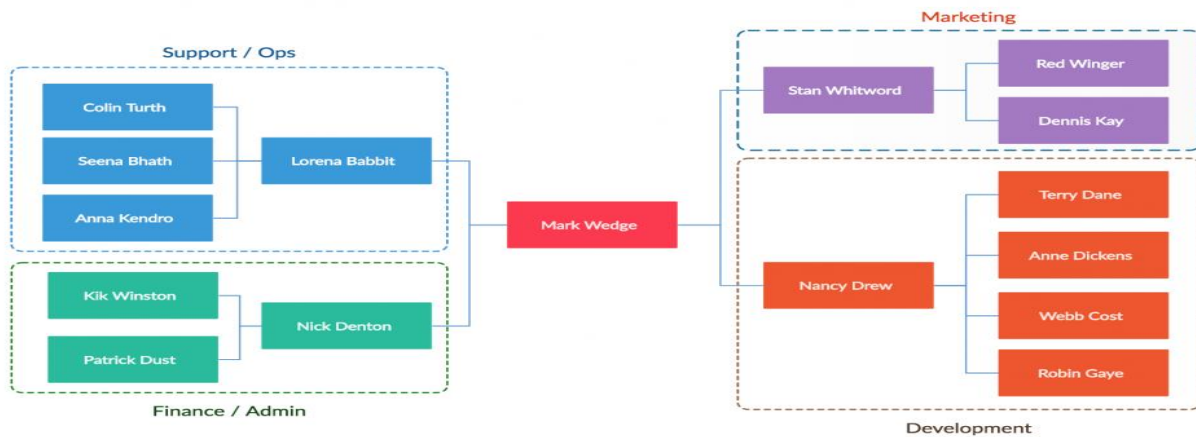 Support / Ops
Colin Turth
Seena Bhath
Anna Kendro
Lorena Babbit
Kik Winston
Patrick Dust
Nick Denton
Finance / Admin
Mark Wedge
Marketing
Stan Whitword
Red Winger
Dennis Kay
Nancy Drew
Terry Dane
Anne Dickens
Webb Cost
Robin Gaye
Development